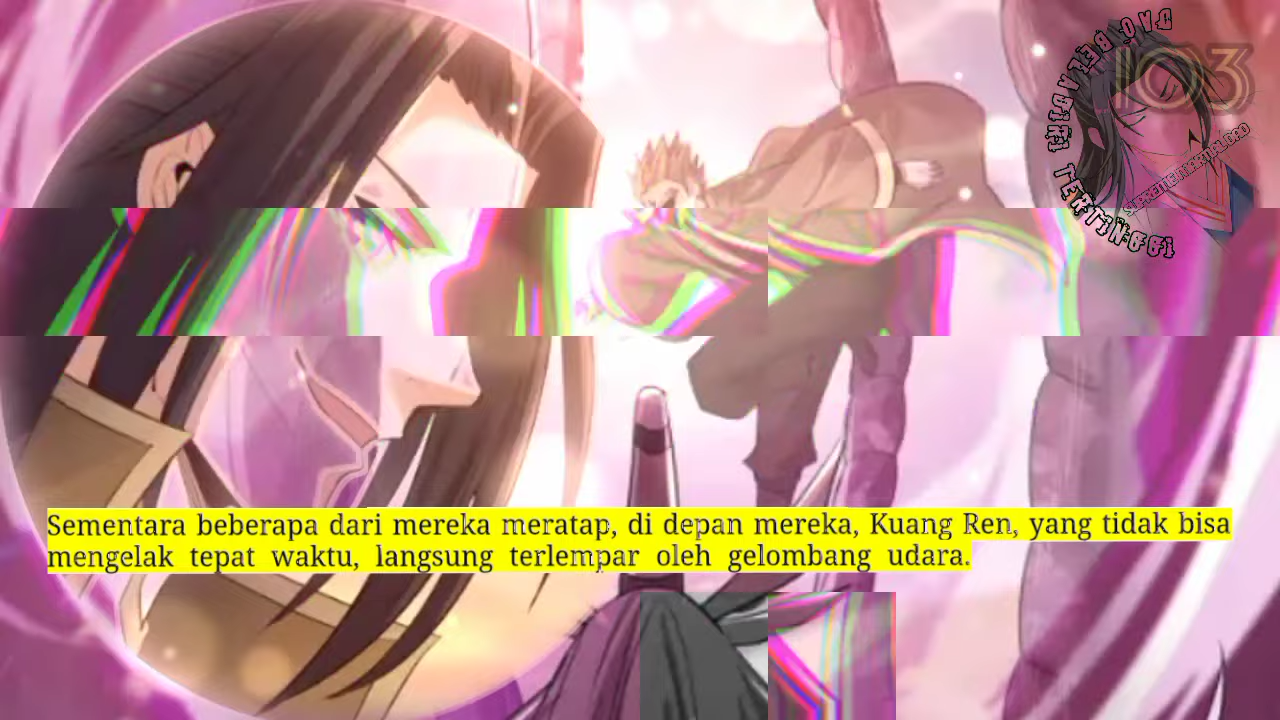 103
Sementara beberapa dari mereka meratap, di depan mereka, Kuang Ren, yang tidak bisa
mengelak tepat waktu, langsung terlempar oleh gelombang udara.